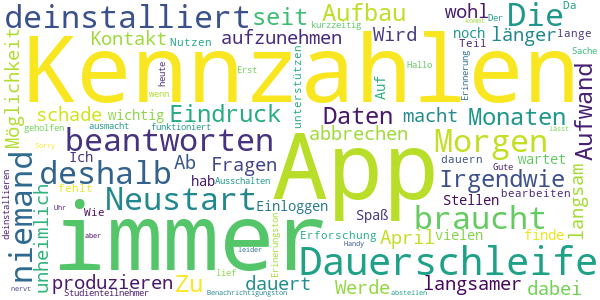 deinstalliert seit Aufbau wohl Die Da
Kontakt aufzunehmen Wird noch länger lange
kurzzeitig Nutzen Der kommt Teil Sache
Kennzahlen
Möglichkeit Erst heute wenn Hallo unterstützen Auf Erinnerung
schade wichtig Eindruck Daten macht Monaten Aufwand
geholfen ausmacht funktioniert abbrechen lässt
beantworten App Morgen
Sorry Ich Ab Fragen dauern Gute wartet
niemand deshalb hab Ausschalten Irgendwie langsam
deinstallieren unheimlich fehlt Wie Neustart Einloggen Spaß Stellen bearbeiten
Uhr aber immer Erforschung April vielen finde braucht
Erinnerungston leider Handy Dauerschleife
produzieren Zu dauert lief Werde langsamer dabei
nervt Studienteilnehmer Benachrichtigungston abstellen